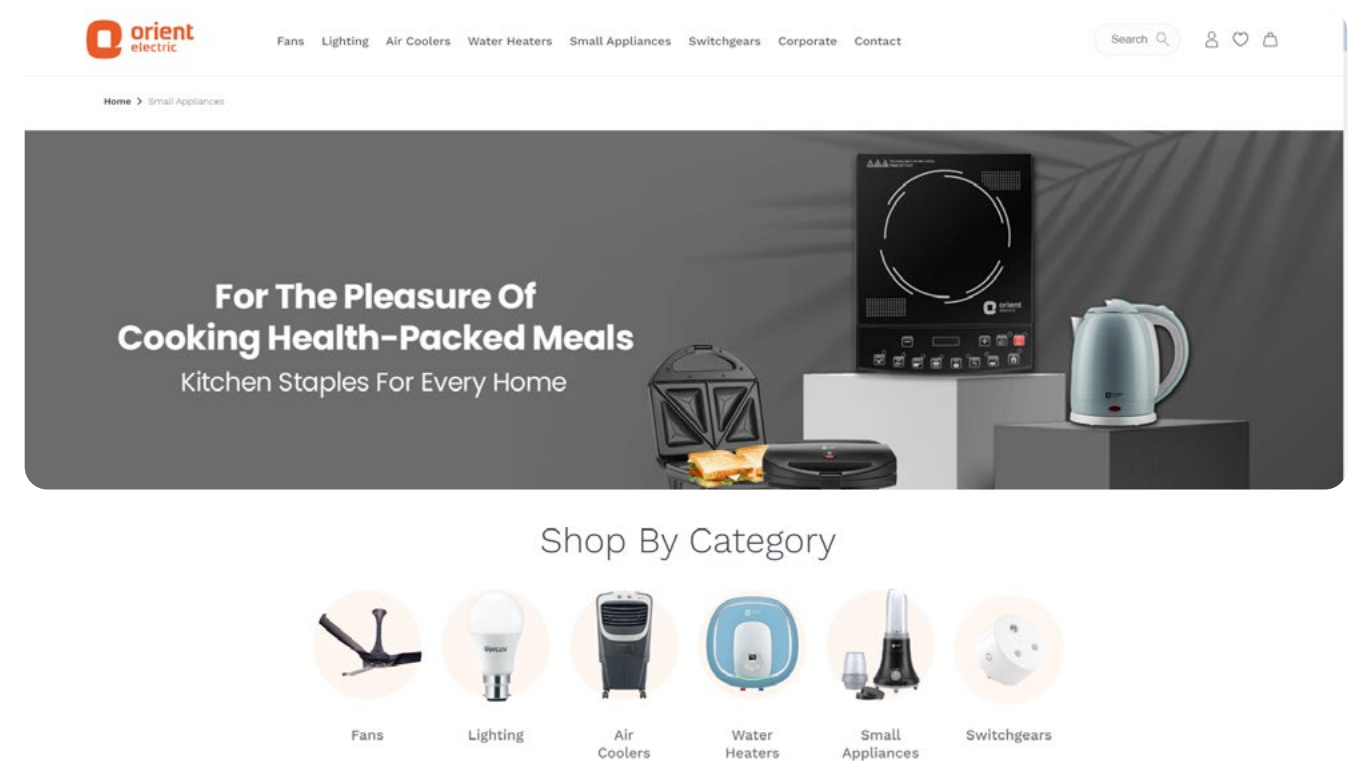 orient
electric
Fans Lighting Air Coolers Water Heaters Small Appliances Switchgears Corporate Contact
Search
Home > Small Appliances
orient
electric
For The Pleasure Of
Cooking Health-Packed Meals
Kitchen Staples For Every Home
Shop By Category
Fans
Lighting
Air
Coolers
Water
Heaters
Small
Appliances
Switchgears